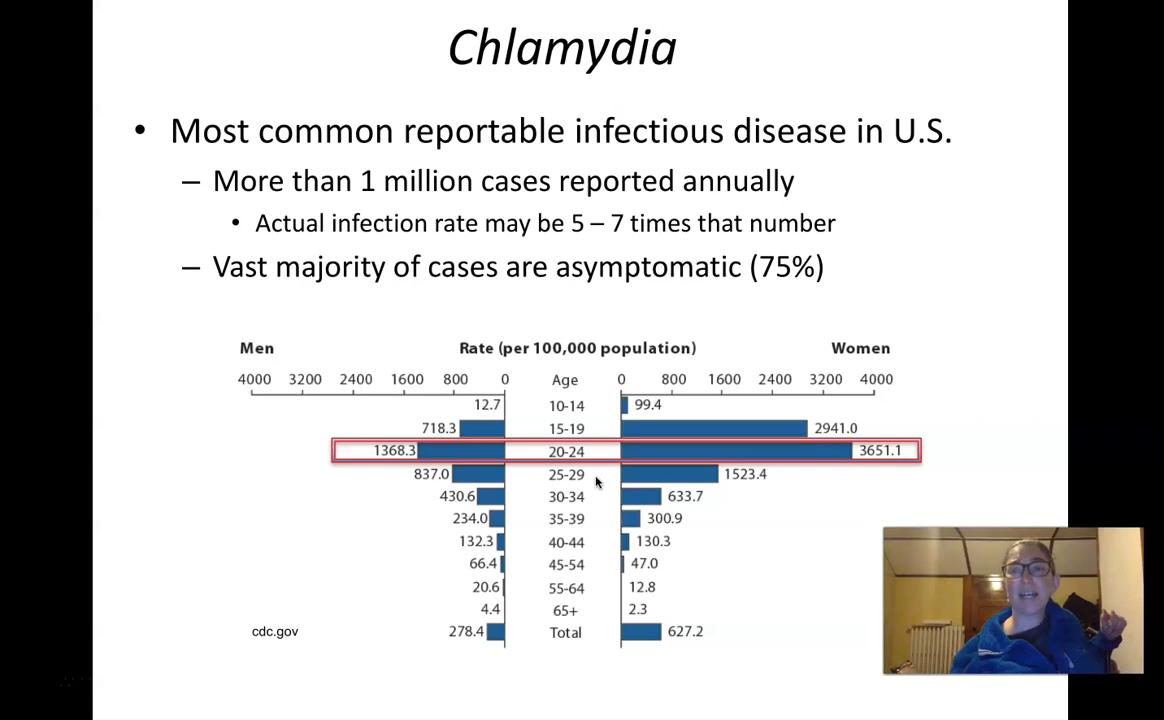 Chlamydia
• Most common reportable infectious disease in U.S.
– More than 1 million cases reported annually
• Actual infection rate may be 5 – 7 times that number
– Vast majority of cases are asymptomatic (75%)
Men Rate (per 100,000 population) Women
4000 3200 2400 1600 800 0 Age 0 800 1600 2400 3200 4000
12.7 10-14 99.4
718.3 15-19 2941.0
1368.3 20-24 3651.1
837.0 25-29 1523.4
430.6 30-34 633.7
234.0 35-39 300.9
132.3 40-44 130.3
66.4 45-54 47.0
20.6 55-64 12.8
4.4 65+ 2.3
cdc.gov 278.4 Total 627.2